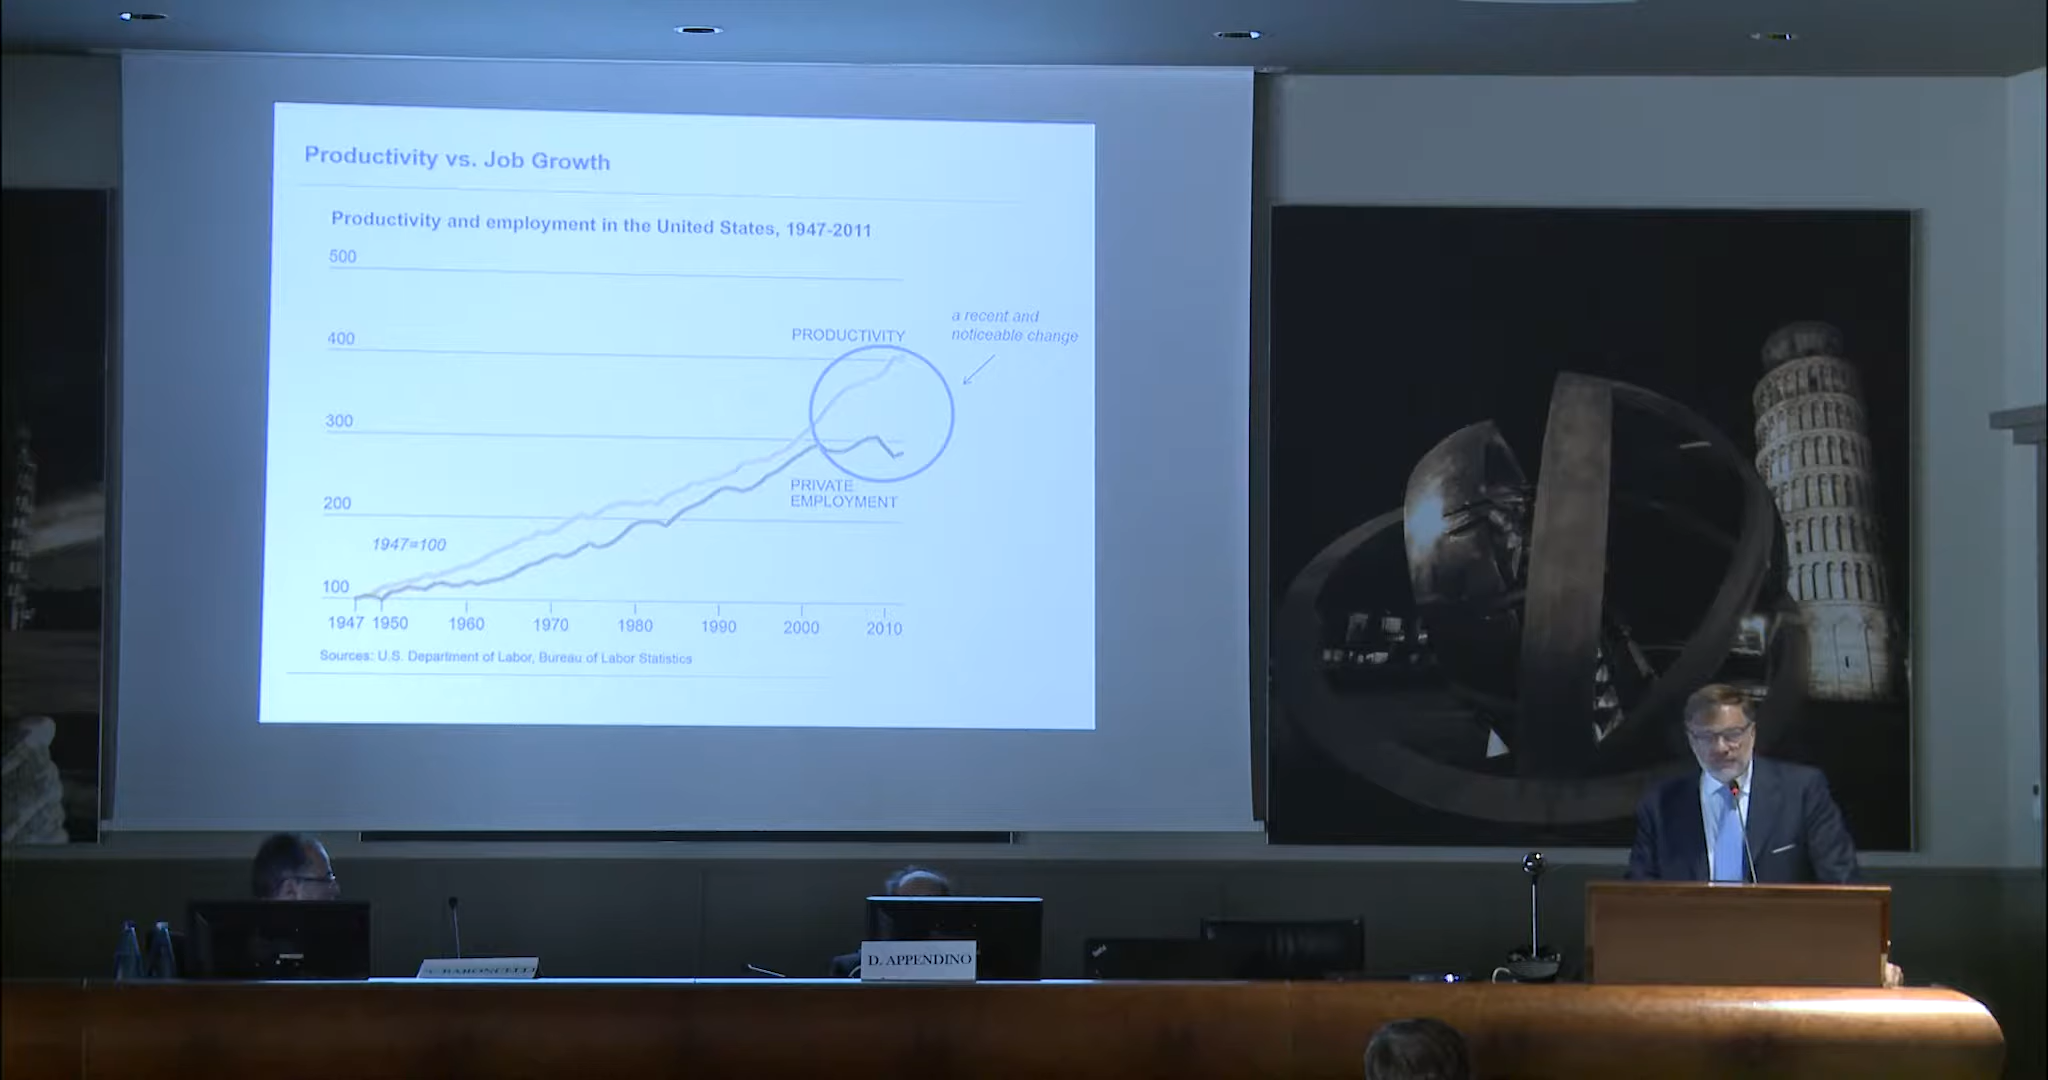 Productivity vs. Job Growth
Productivity and employment in the United States, 1947-2011
500
400
300
200
100
PRODUCTIVITY
a recent and
noticeable change
PRIVATE
EMPLOYMENT
1947=100
1947 1950 1960 1970 1980 1990 2000 2010
Sources: U.S. Department of Labor, Bureau of Labor Statistics
D. APPENDINO